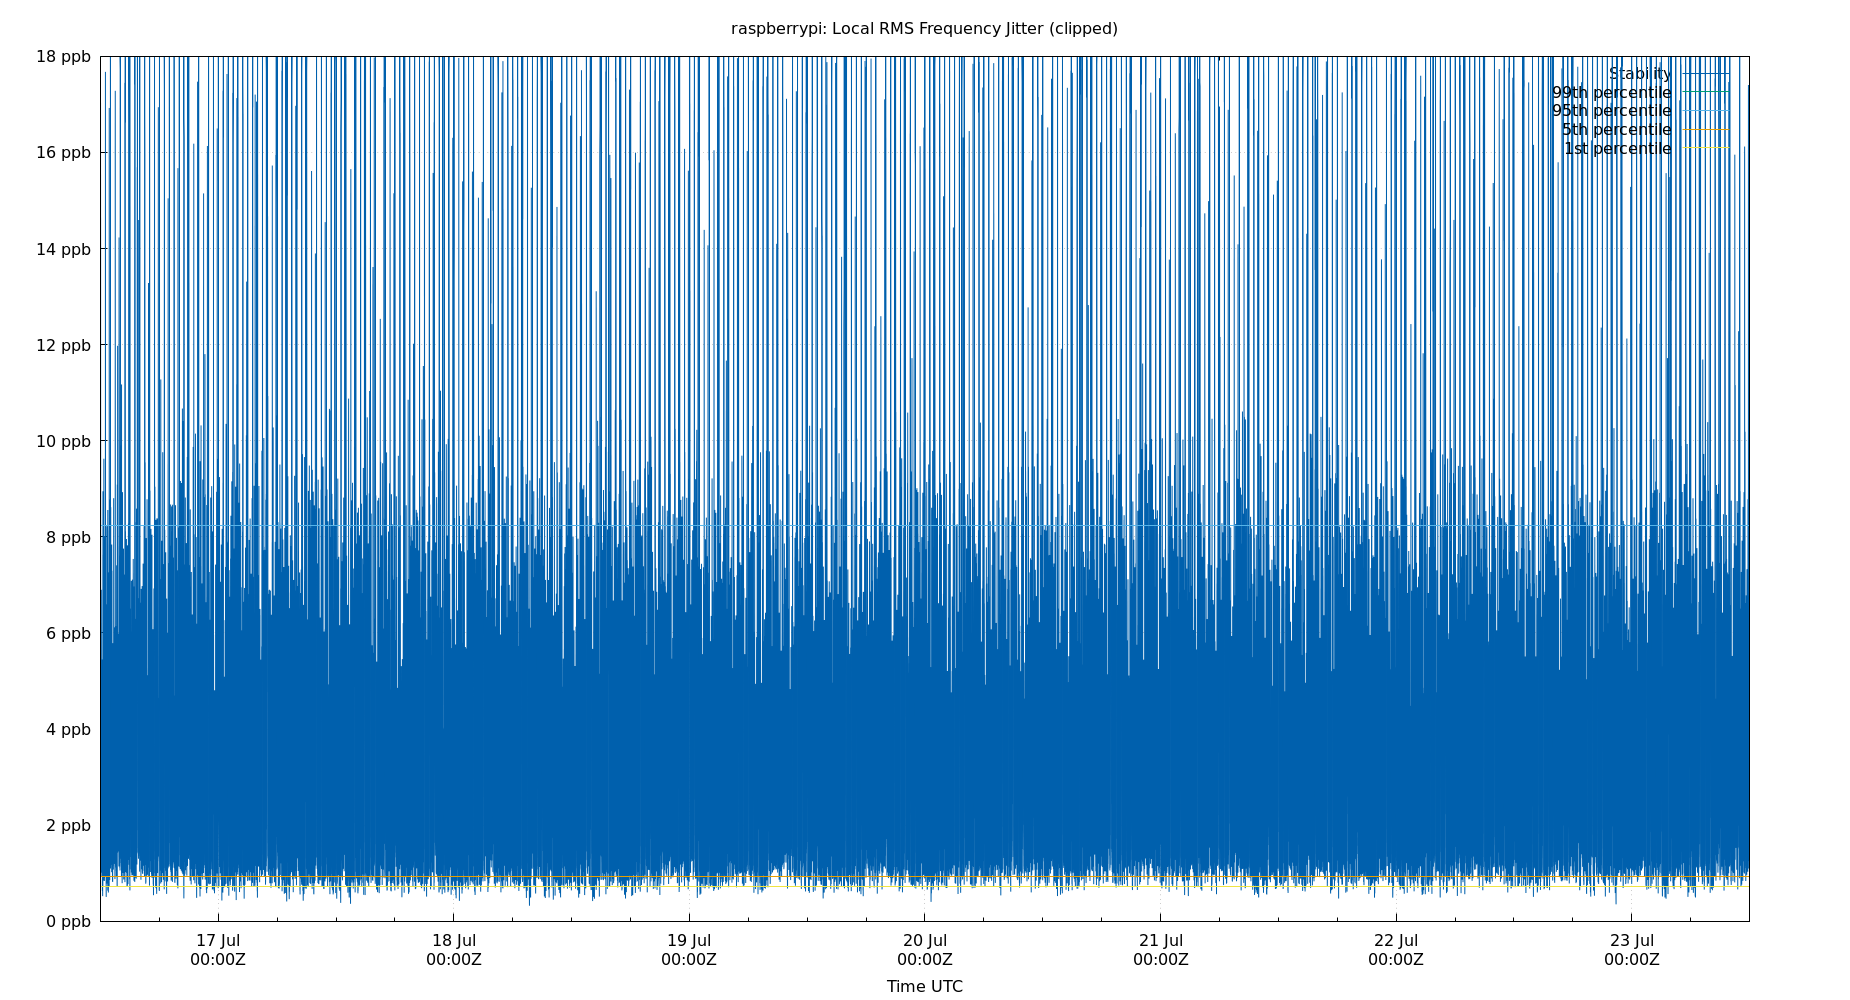 raspberrypi: Local RMS Frequency Jitter (clipped)
18 ppb
16 ppb
14 ppb
12 ppb
10 ppb
8 ppb
6 ppb
4 ppb
2 ppb
0 ppb
Stability
99th percentile
95th percentile
5th percentile
1st percentile
17 Jul
00:00Z
18 Jul
00:00Z
19 Jul
00:00Z
20 Jul
00:00Z
21 Jul
00:00Z
22 Jul
00:00Z
23 Jul
00:00Z
Time UTC